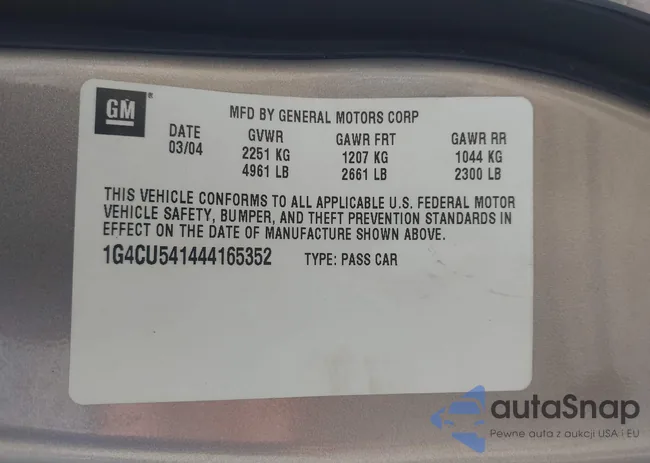 GM
MFD BY GENERAL MOTORS CORP
DATE GVWR GAWR FRT GAWR RR
03/04 2251 KG 1207 KG 1044 KG
4961 LB 2661 LB 2300 LB
THIS VEHICLE CONFORMS TO ALL APPLICABLE U.S. FEDERAL MOTOR
VEHICLE SAFETY, BUMPER, AND THEFT PREVENTION STANDARDS IN
EFFECT ON THE DATE OF MANUFACTURE SHOWN ABOVE.
1G4CU541444165352 TYPE: PASS CAR
autaSnap
Pewne auta z aukcji USA i EU